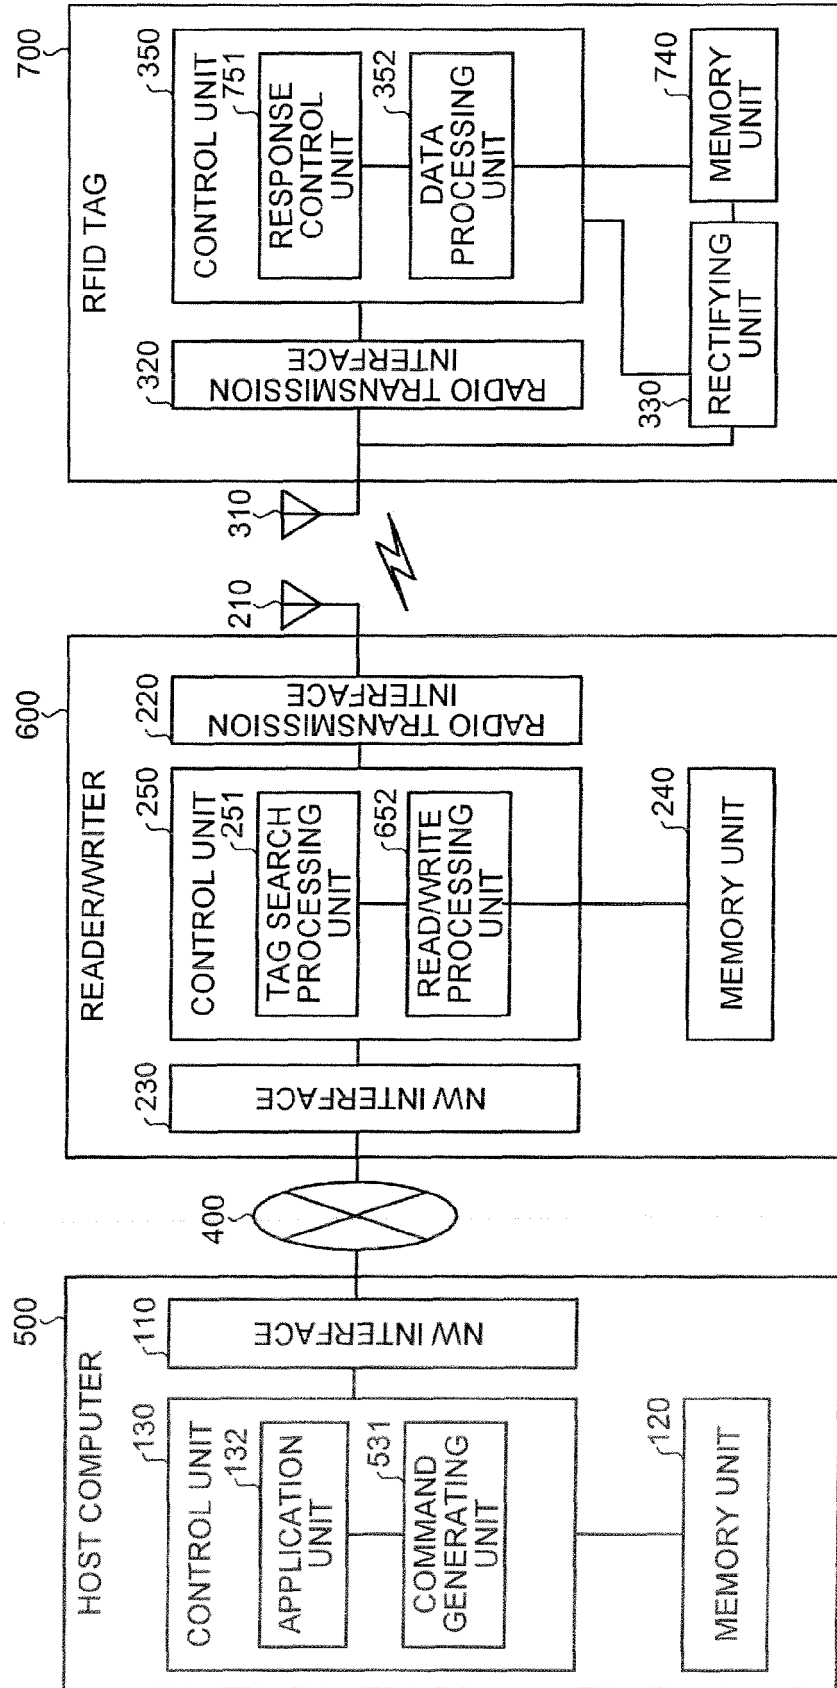 500
HOST COMPUTER
130
CONTROL UNIT
132
APPLICATION
UNIT
531
COMMAND
GENERATING
UNIT
110
NW INTERFACE
120
MEMORY UNIT
400
600
READER/WRITER
230
NW INTERFACE
250
CONTROL UNIT
251
TAG SEARCH
PROCESSING
UNIT
652
READ/WRITE
PROCESSING
UNIT
220
RADIO TRANSMISSION
INTERFACE
240
MEMORY UNIT
210
310
700
RFID TAG
320
RADIO TRANSMISSION
INTERFACE
350
CONTROL UNIT
751
RESPONSE
CONTROL
UNIT
352
DATA
PROCESSING
UNIT
330
RECTIFYING
UNIT
740
MEMORY
UNIT